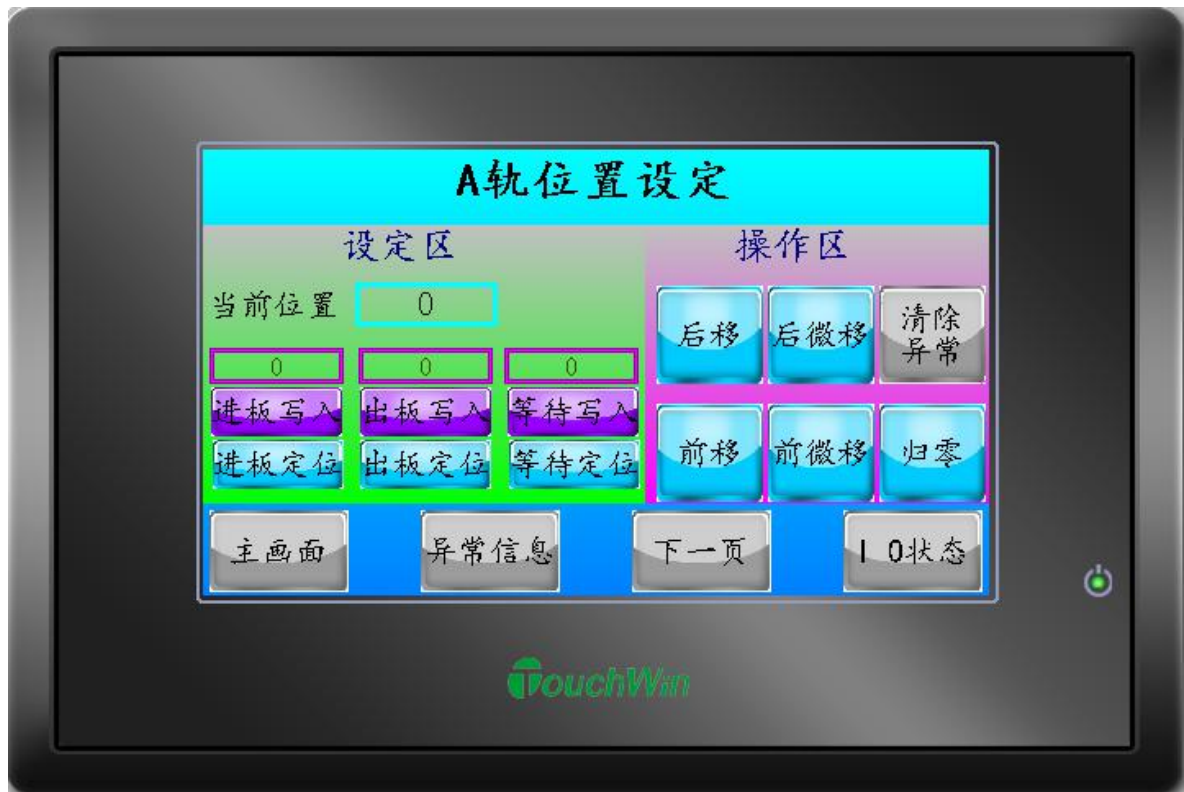 A轨位置设定
设定区
操作区
当前位置 0
0 0 0
进板写入 出板写入 等待写入
进板定位 出板定位 等待定位
后移 后微移 清除
异常
前移 前微移 归零
主画面 异常信息 下一页 I O状态
TouchWin